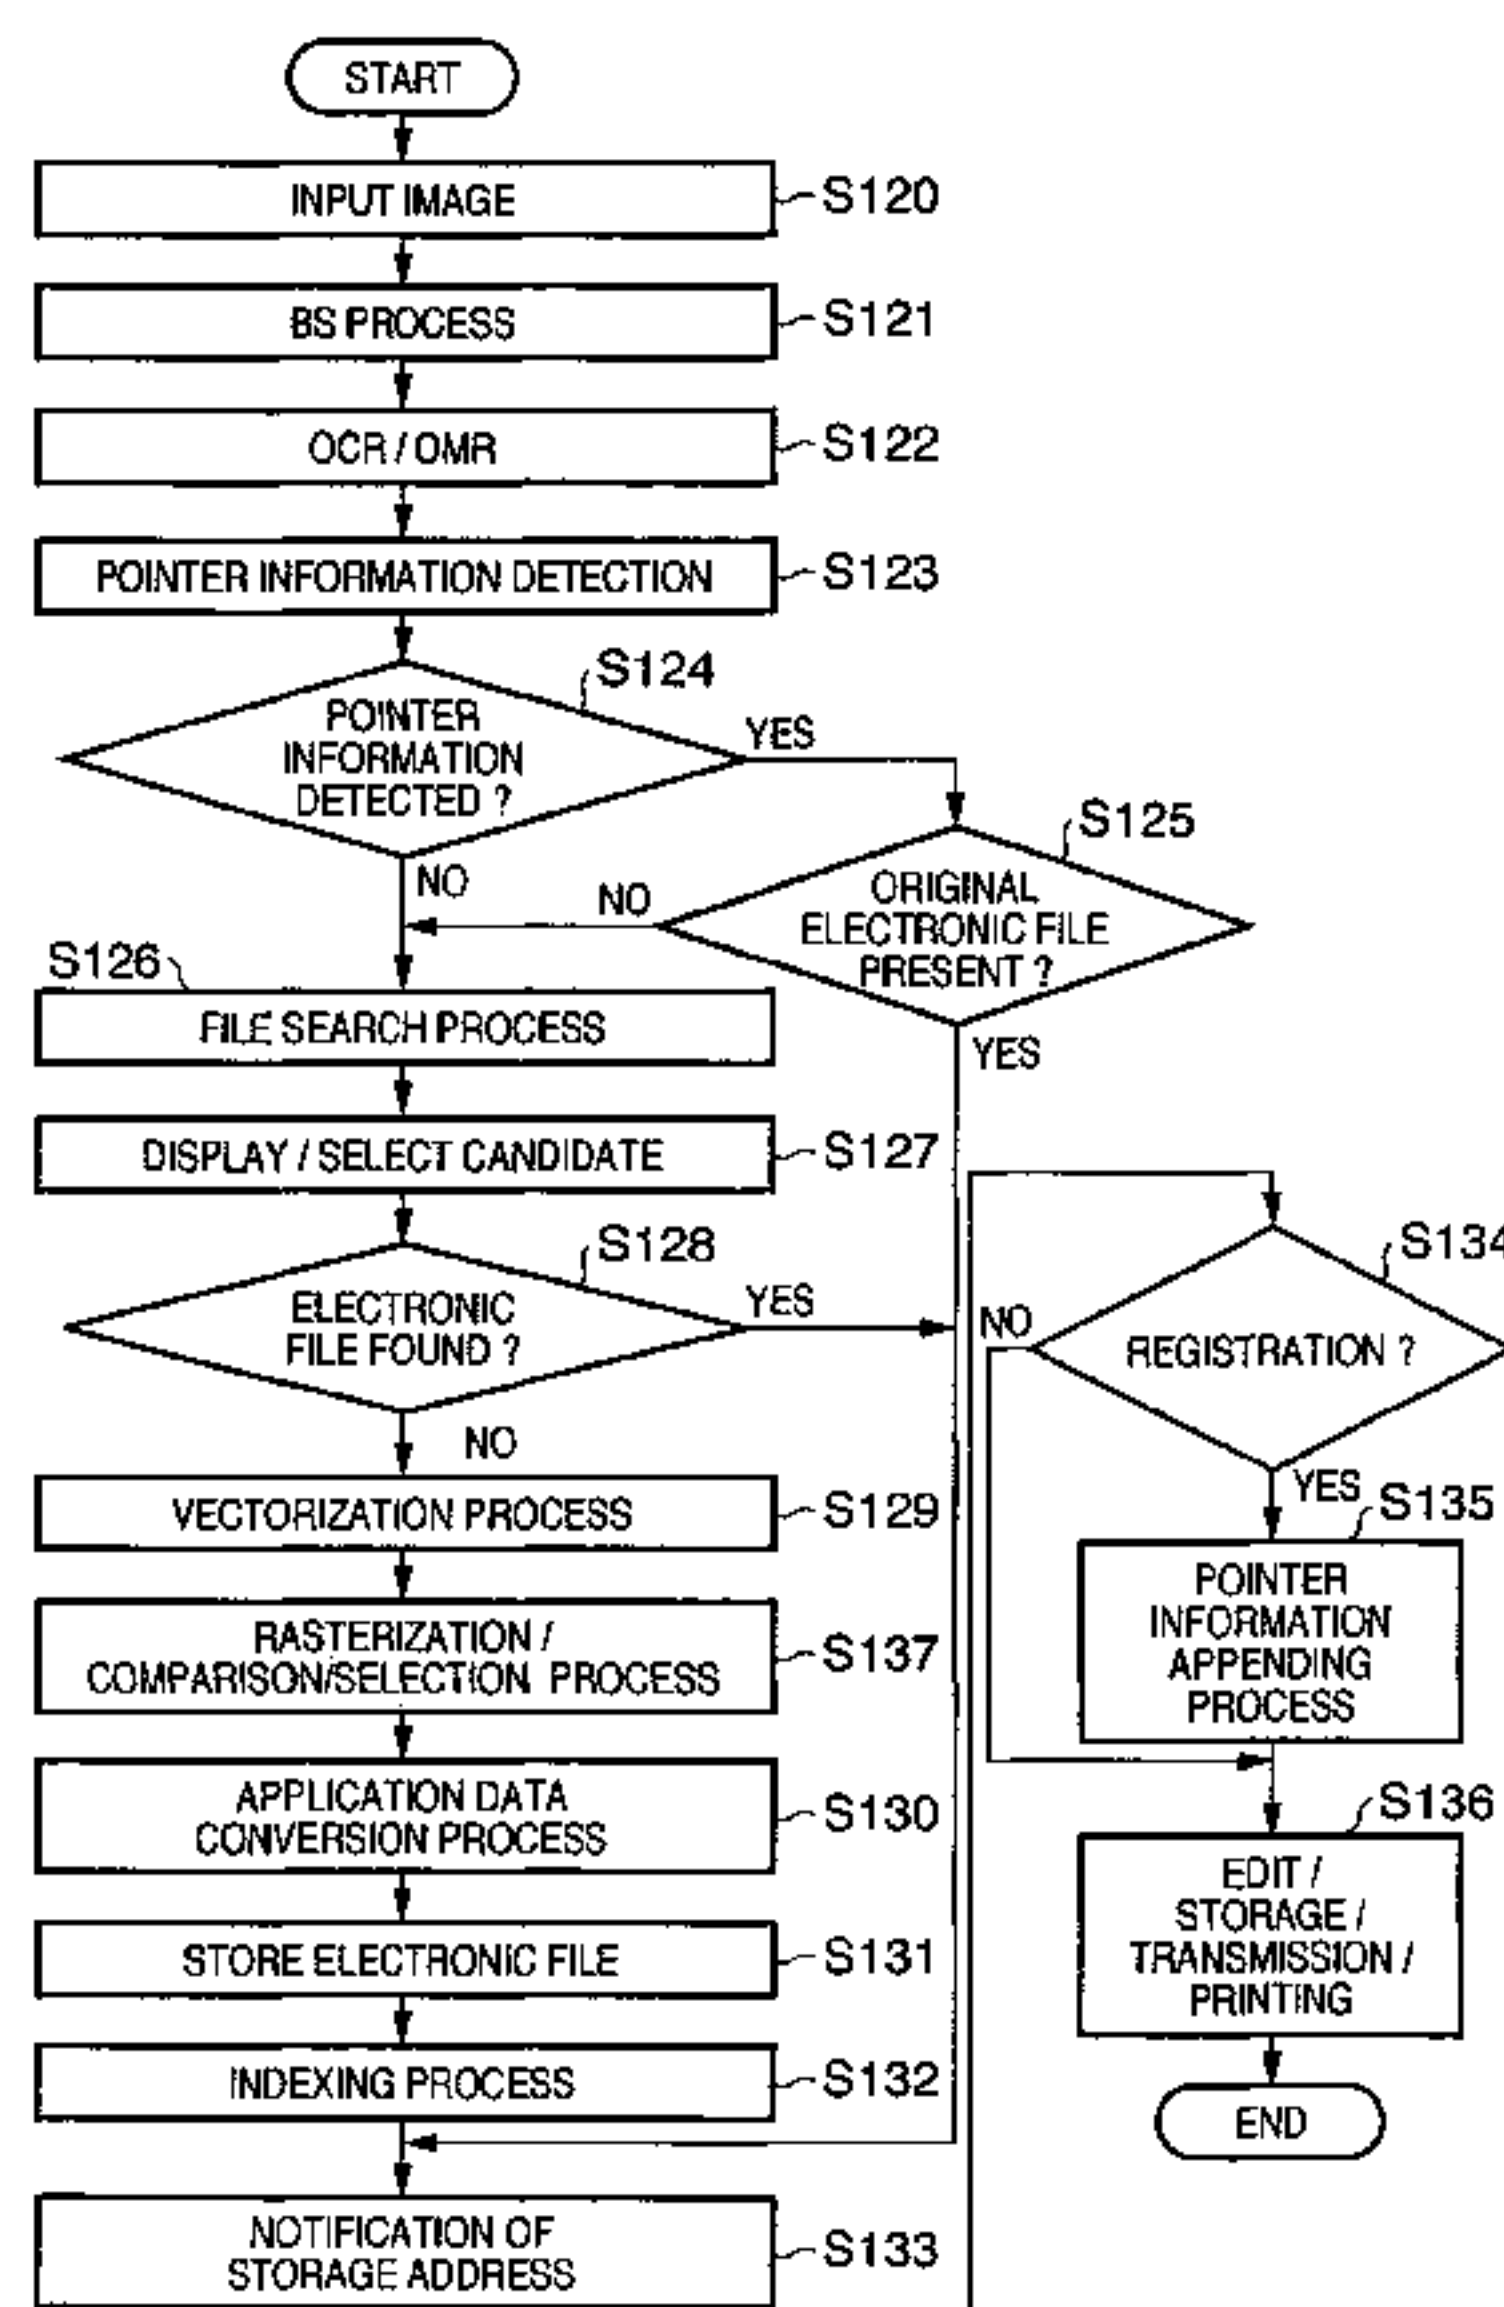 START
INPUT IMAGE
S120
BS PROCESS
S121
OCR / OMR
S122
POINTER INFORMATION DETECTION
S123
S124
POINTER
INFORMATION
DETECTED ?
YES
NO
S125
ORIGINAL
ELECTRONIC FILE
PRESENT ?
NO
YES
S126
FILE SEARCH PROCESS
DISPLAY / SELECT CANDIDATE
S127
S128
ELECTRONIC
FILE FOUND ?
YES
NO
VECTORIZATION PROCESS
S129
RASTERIZATION /
COMPARISON/SELECTION PROCESS
S137
APPLICATION DATA
CONVERSION PROCESS
S130
STORE ELECTRONIC FILE
S131
INDEXING PROCESS
S132
NOTIFICATION OF
STORAGE ADDRESS
S133
S134
REGISTRATION ?
NO
YES
S135
POINTER
INFORMATION
APPENDING
PROCESS
S136
EDIT /
STORAGE /
TRANSMISSION /
PRINTING
END